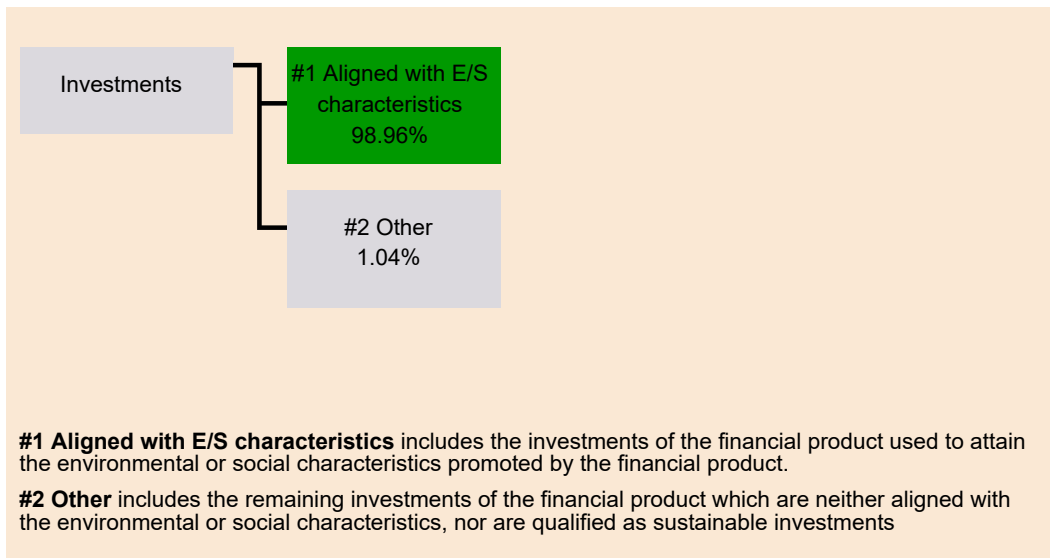 Investments
#1 Aligned with E/S
characteristics
98.96%
#2 Other
1.04%
#1 Aligned with E/S characteristics includes the investments of the financial product used to attain
the environmental or social characteristics promoted by the financial product.
#2 Other includes the remaining investments of the financial product which are neither aligned with
the environmental or social characteristics, nor are qualified as sustainable investments